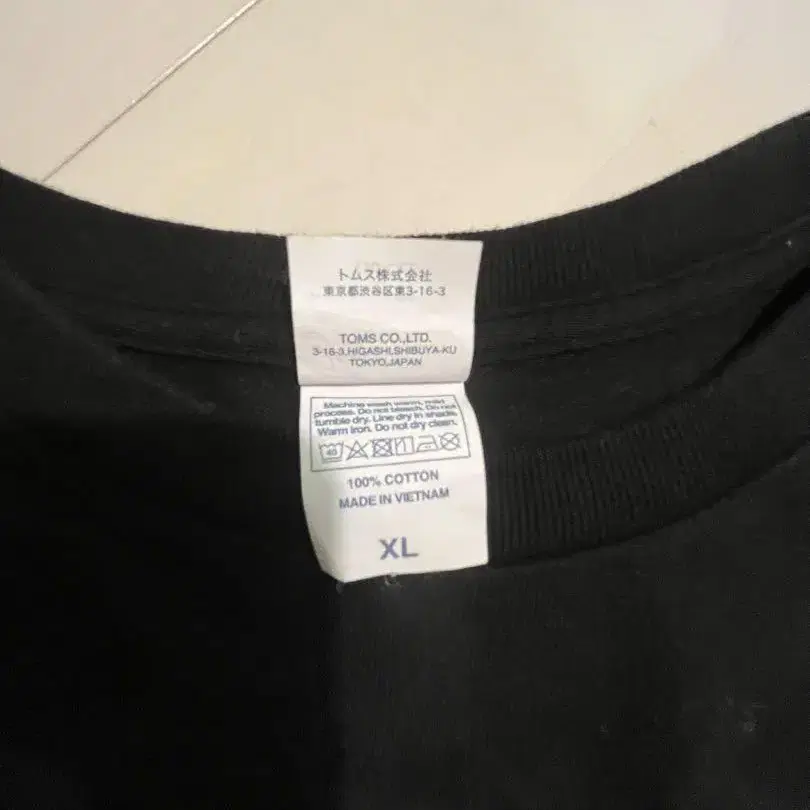 トムス株式会社
東京都渋谷区東3-16-3
TOMS CO.,LTD.
3-16-3,HIGASHI,SHIBUYA-KU
TOKYO,JAPAN
Machine wash warm, mild
process. Do not bleach. Do not
tumble dry. Line dry in shade.
Warm iron. Do not dry clean.
40
100% COTTON
MADE IN VIETNAM
XL